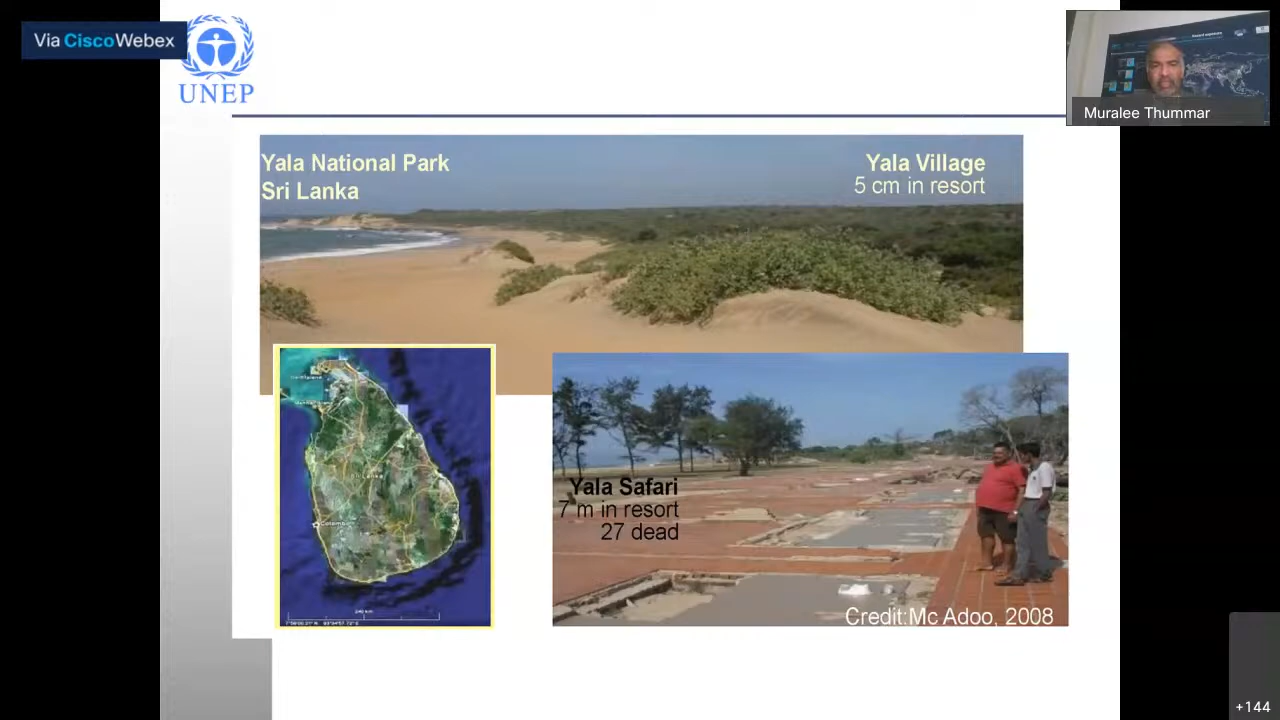 Via CiscoWebex
UNEP
Muralee Thummar
Yala National Park
Sri Lanka
Yala Village
5 cm in resort
Yala Safari
7 m in resort
27 dead
Credit:Mc Adoo, 2008
+144